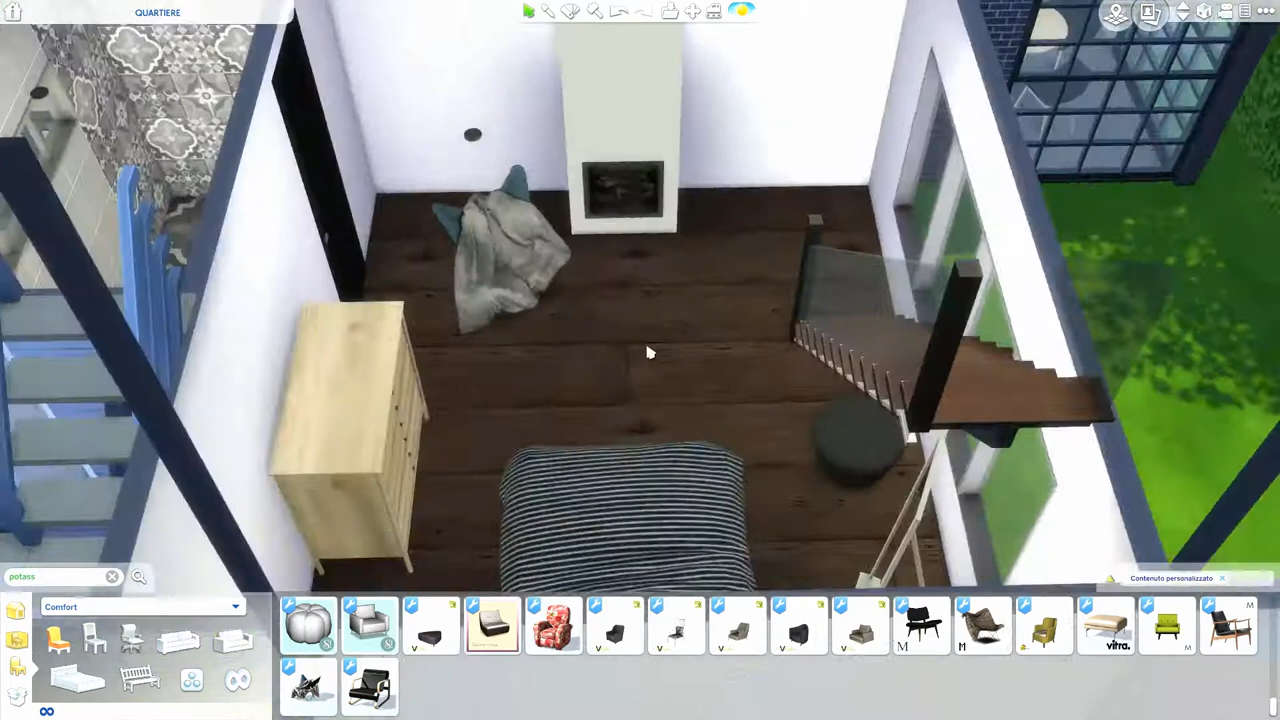 QUARTIERE
potass
Contenuto personalizzato
Comfort
vitra.